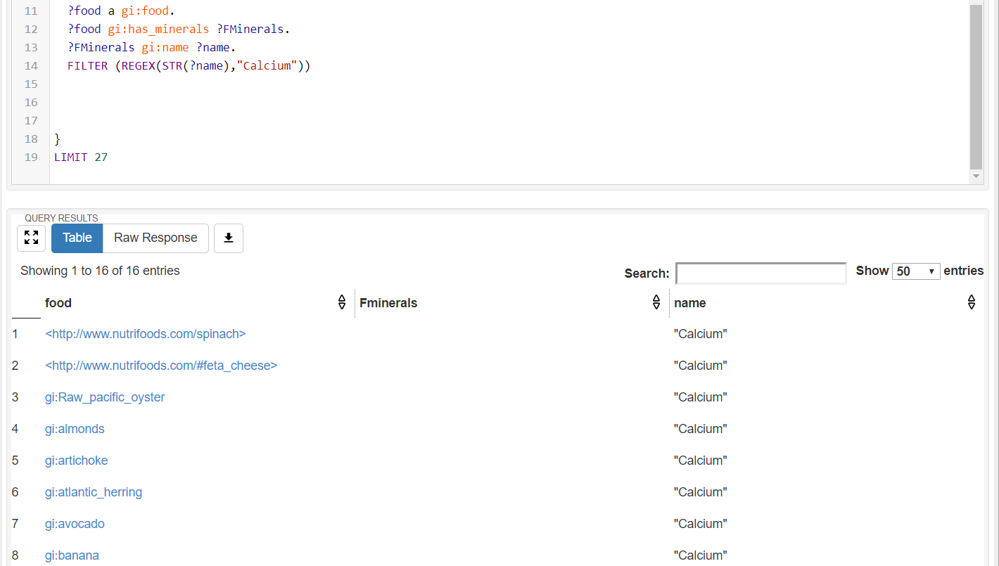 11 ?food a gi:food.
12 ?food gi:has_minerals ?FMinerals.
13 ?FMinerals gi:name ?name.
14 FILTER (REGEX(STR(?name),"Calcium"))
15
16
17
18 }
19 LIMIT 27
QUERY RESULTS
Table Raw Response
Showing 1 to 16 of 16 entries Search: Show 50 entries
food Fminerals name
1 <http://www.nutrifoods.com/spinach> "Calcium"
2 <http://www.nutrifoods.com/#feta_cheese> "Calcium"
3 gi:Raw_pacific_oyster "Calcium"
4 gi:almonds "Calcium"
5 gi:artichoke "Calcium"
6 gi:atlantic_herring "Calcium"
7 gi:avocado "Calcium"
8 gi:banana "Calcium"